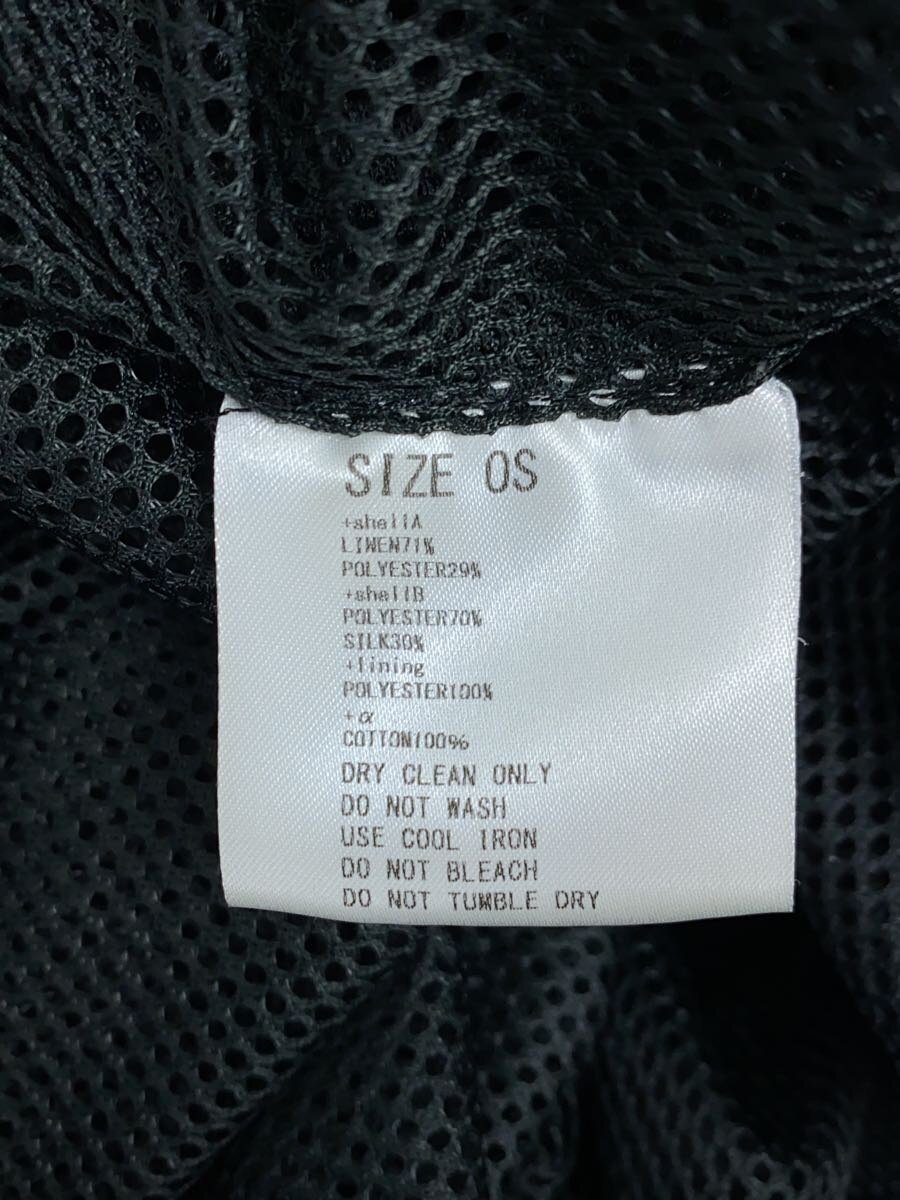 SIZE OS
+shellA
LINEN71%
POLYESTER29%
+shellB
POLYESTER70%
SILK30%
+lining
POLYESTER100%
+α
COTTON100%
DRY CLEAN ONLY
DO NOT WASH
USE COOL IRON
DO NOT BLEACH
DO NOT TUMBLE DRY